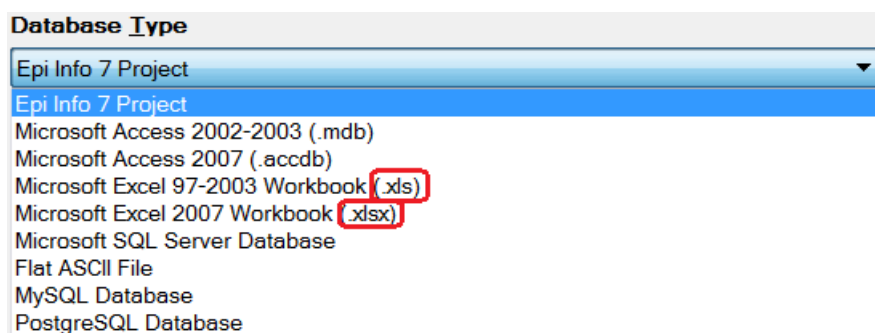 Database Type
Epi Info 7 Project
Epi Info 7 Project
Microsoft Access 2002-2003 (.mdb)
Microsoft Access 2007 (.accdb)
Microsoft Excel 97-2003 Workbook (.xls)
Microsoft Excel 2007 Workbook (.xlsx)
Microsoft SQL Server Database
Flat ASCII File
MySQL Database
PostgreSQL Database